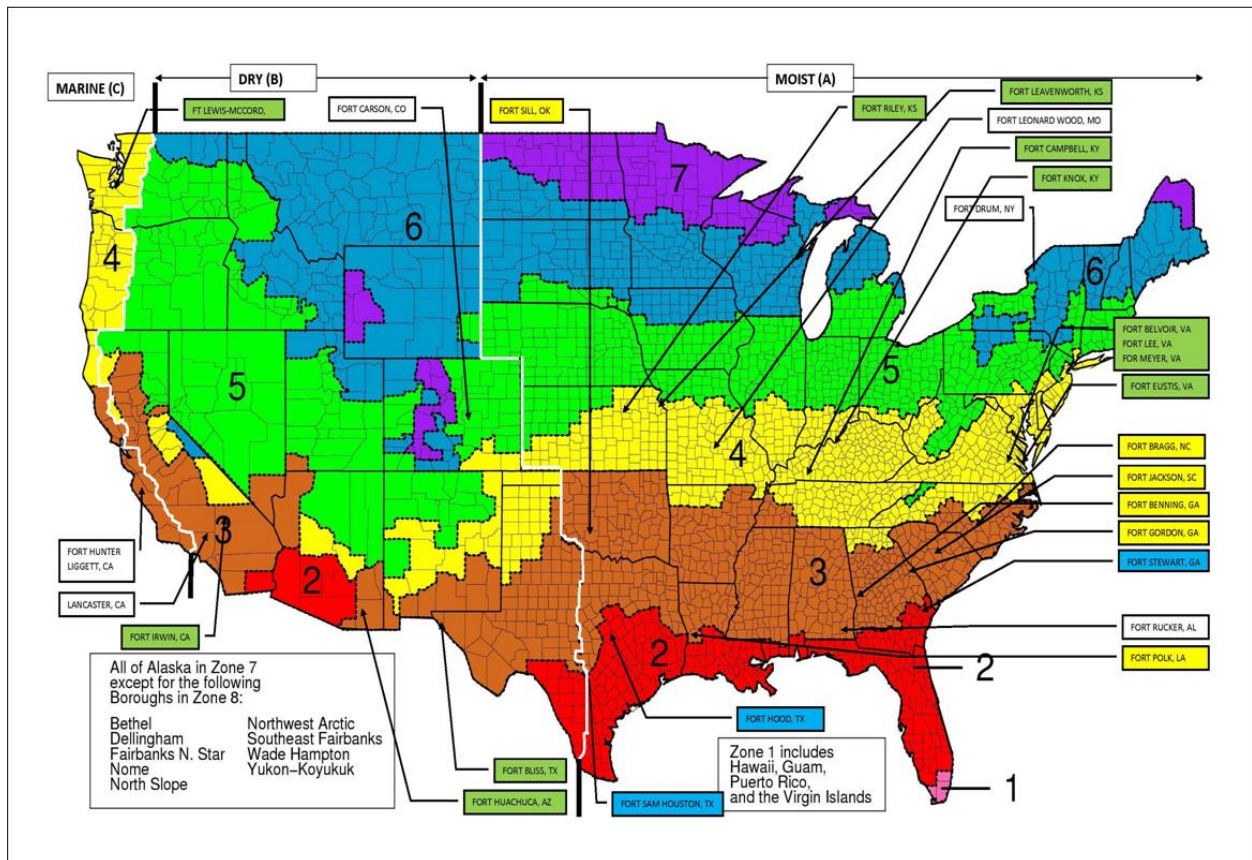 MARINE (C)
DRY (B)
MOIST (A)
FT LEWIS-MCCORD,
FORT CARSON, CO
FORT SILL, OK
FORT RILEY, KS
FORT LEAVENWORTH, KS
FORT LEONARD WOOD, MO
FORT CAMPBELL, KY
FORT KNOX, KY
FORT DRUM, NY
7
6
4
6
5
5
4
FORT BELVOIR, VA
FORT LEE, VA
FOR MEYER, VA
FORT EUSTIS, VA
FORT BRAGG, NC
FORT JACKSON, SC
FORT BENNING, GA
FORT GORDON, GA
FORT STEWART, GA
3
2
3
2
2
FORT HUNTER
LIGGETT, CA
LANCASTER, CA
FORT IRWIN, CA
FORT RUCKER, AL
FORT POLK, LA
All of Alaska in Zone 7
except for the following
Boroughs in Zone 8:
Bethel
Dellingham
Fairbanks N. Star
Nome
North Slope
Northwest Arctic
Southeast Fairbanks
Wade Hampton
Yukon-Koyukuk
FORT BLISS, TX
FORT HUACHUCA, AZ
FORT HOOD, TX
FORT SAM HOUSTON, TX
Zone 1 includes
Hawaii, Guam,
Puerto Rico,
and the Virgin Islands
1